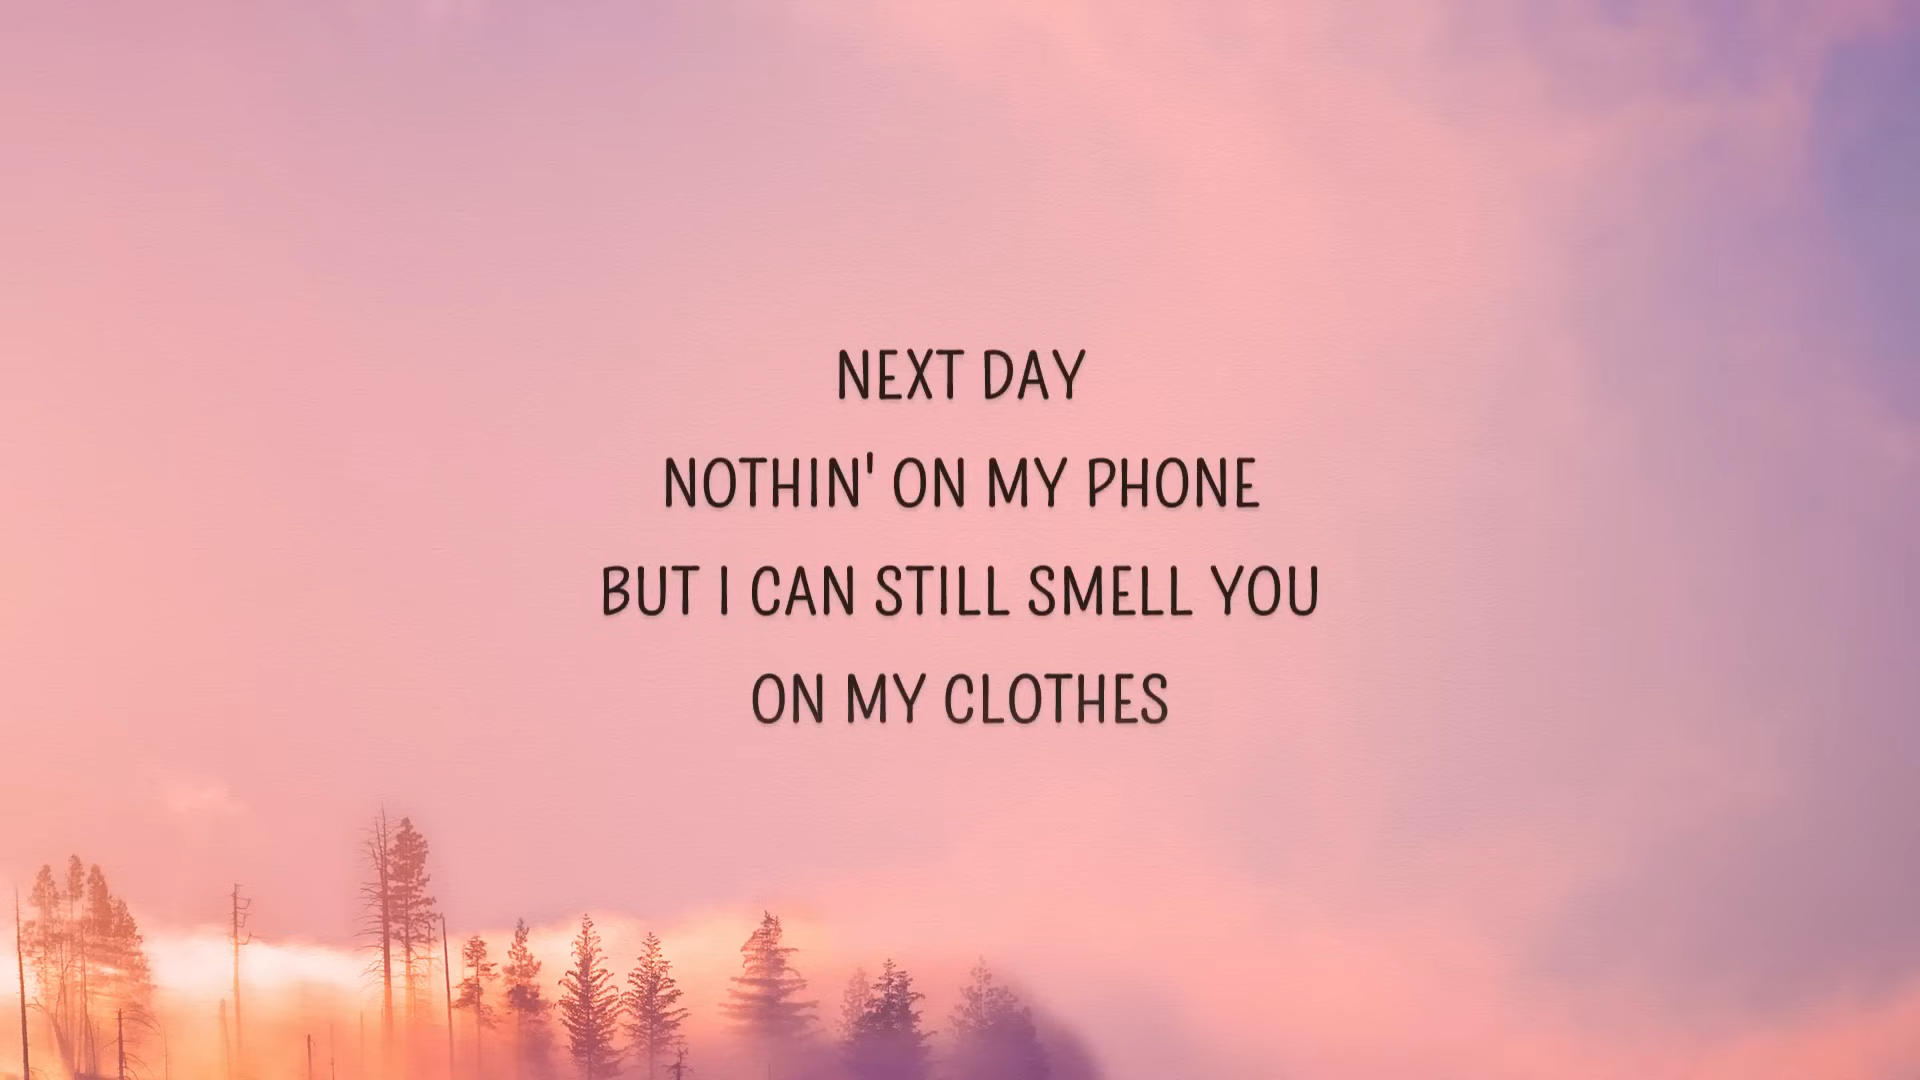 NEXT DAY
NOTHIN' ON MY PHONE
BUT I CAN STILL SMELL YOU
ON MY CLOTHES